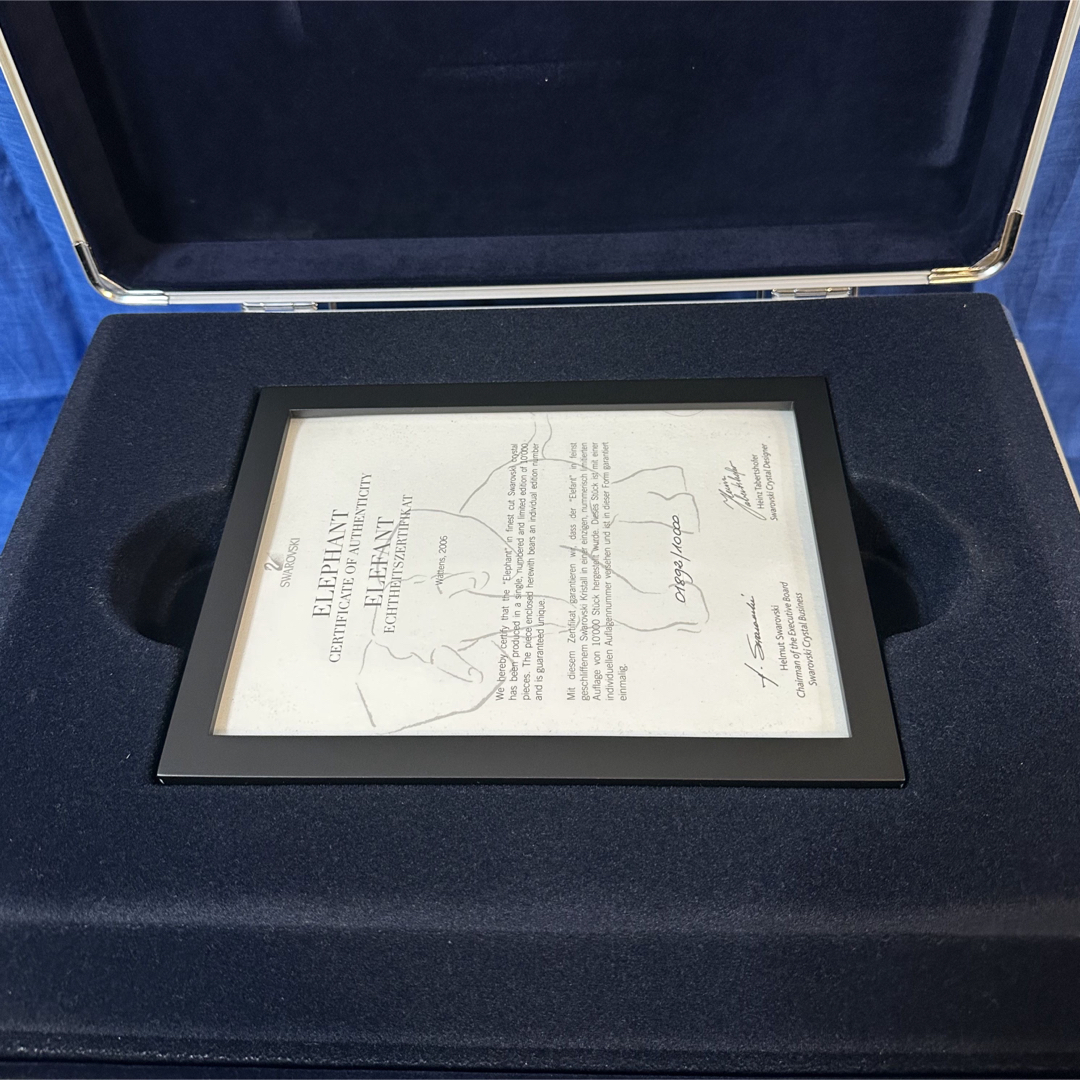 SWAROVSKI
ELEPHANT
CERTIFICATE OF AUTHENTICITY
ELEFANT
ECHTHEITSZERTIFIKAT
Wattens, 2006
We hereby certify that the "Elephant" in finest cut Swarovski crystal
has been produced in a single, numbered and limited edition of 10'000
pieces. The piece enclosed herewith bears an individual edition number
and is guaranteed unique.
Mit diesem Zertifikat garantieren wir, dass der "Elefant" in feinst
geschliffenem Swarovski Kristall in einer einzigen, nummerisch limitierten
Auflage von 10'000 Stück hergestellt wurde. Dieses Stück ist mit einer
individuellen Auflagennummer versehen und ist in dieser Form garantiert
einmalig.
01892/10000
Helmut Swarovski
Chairman of the Executive Board
Swarovski Crystal Business
Heinz Tabertshofer
Swarovski Crystal Designer